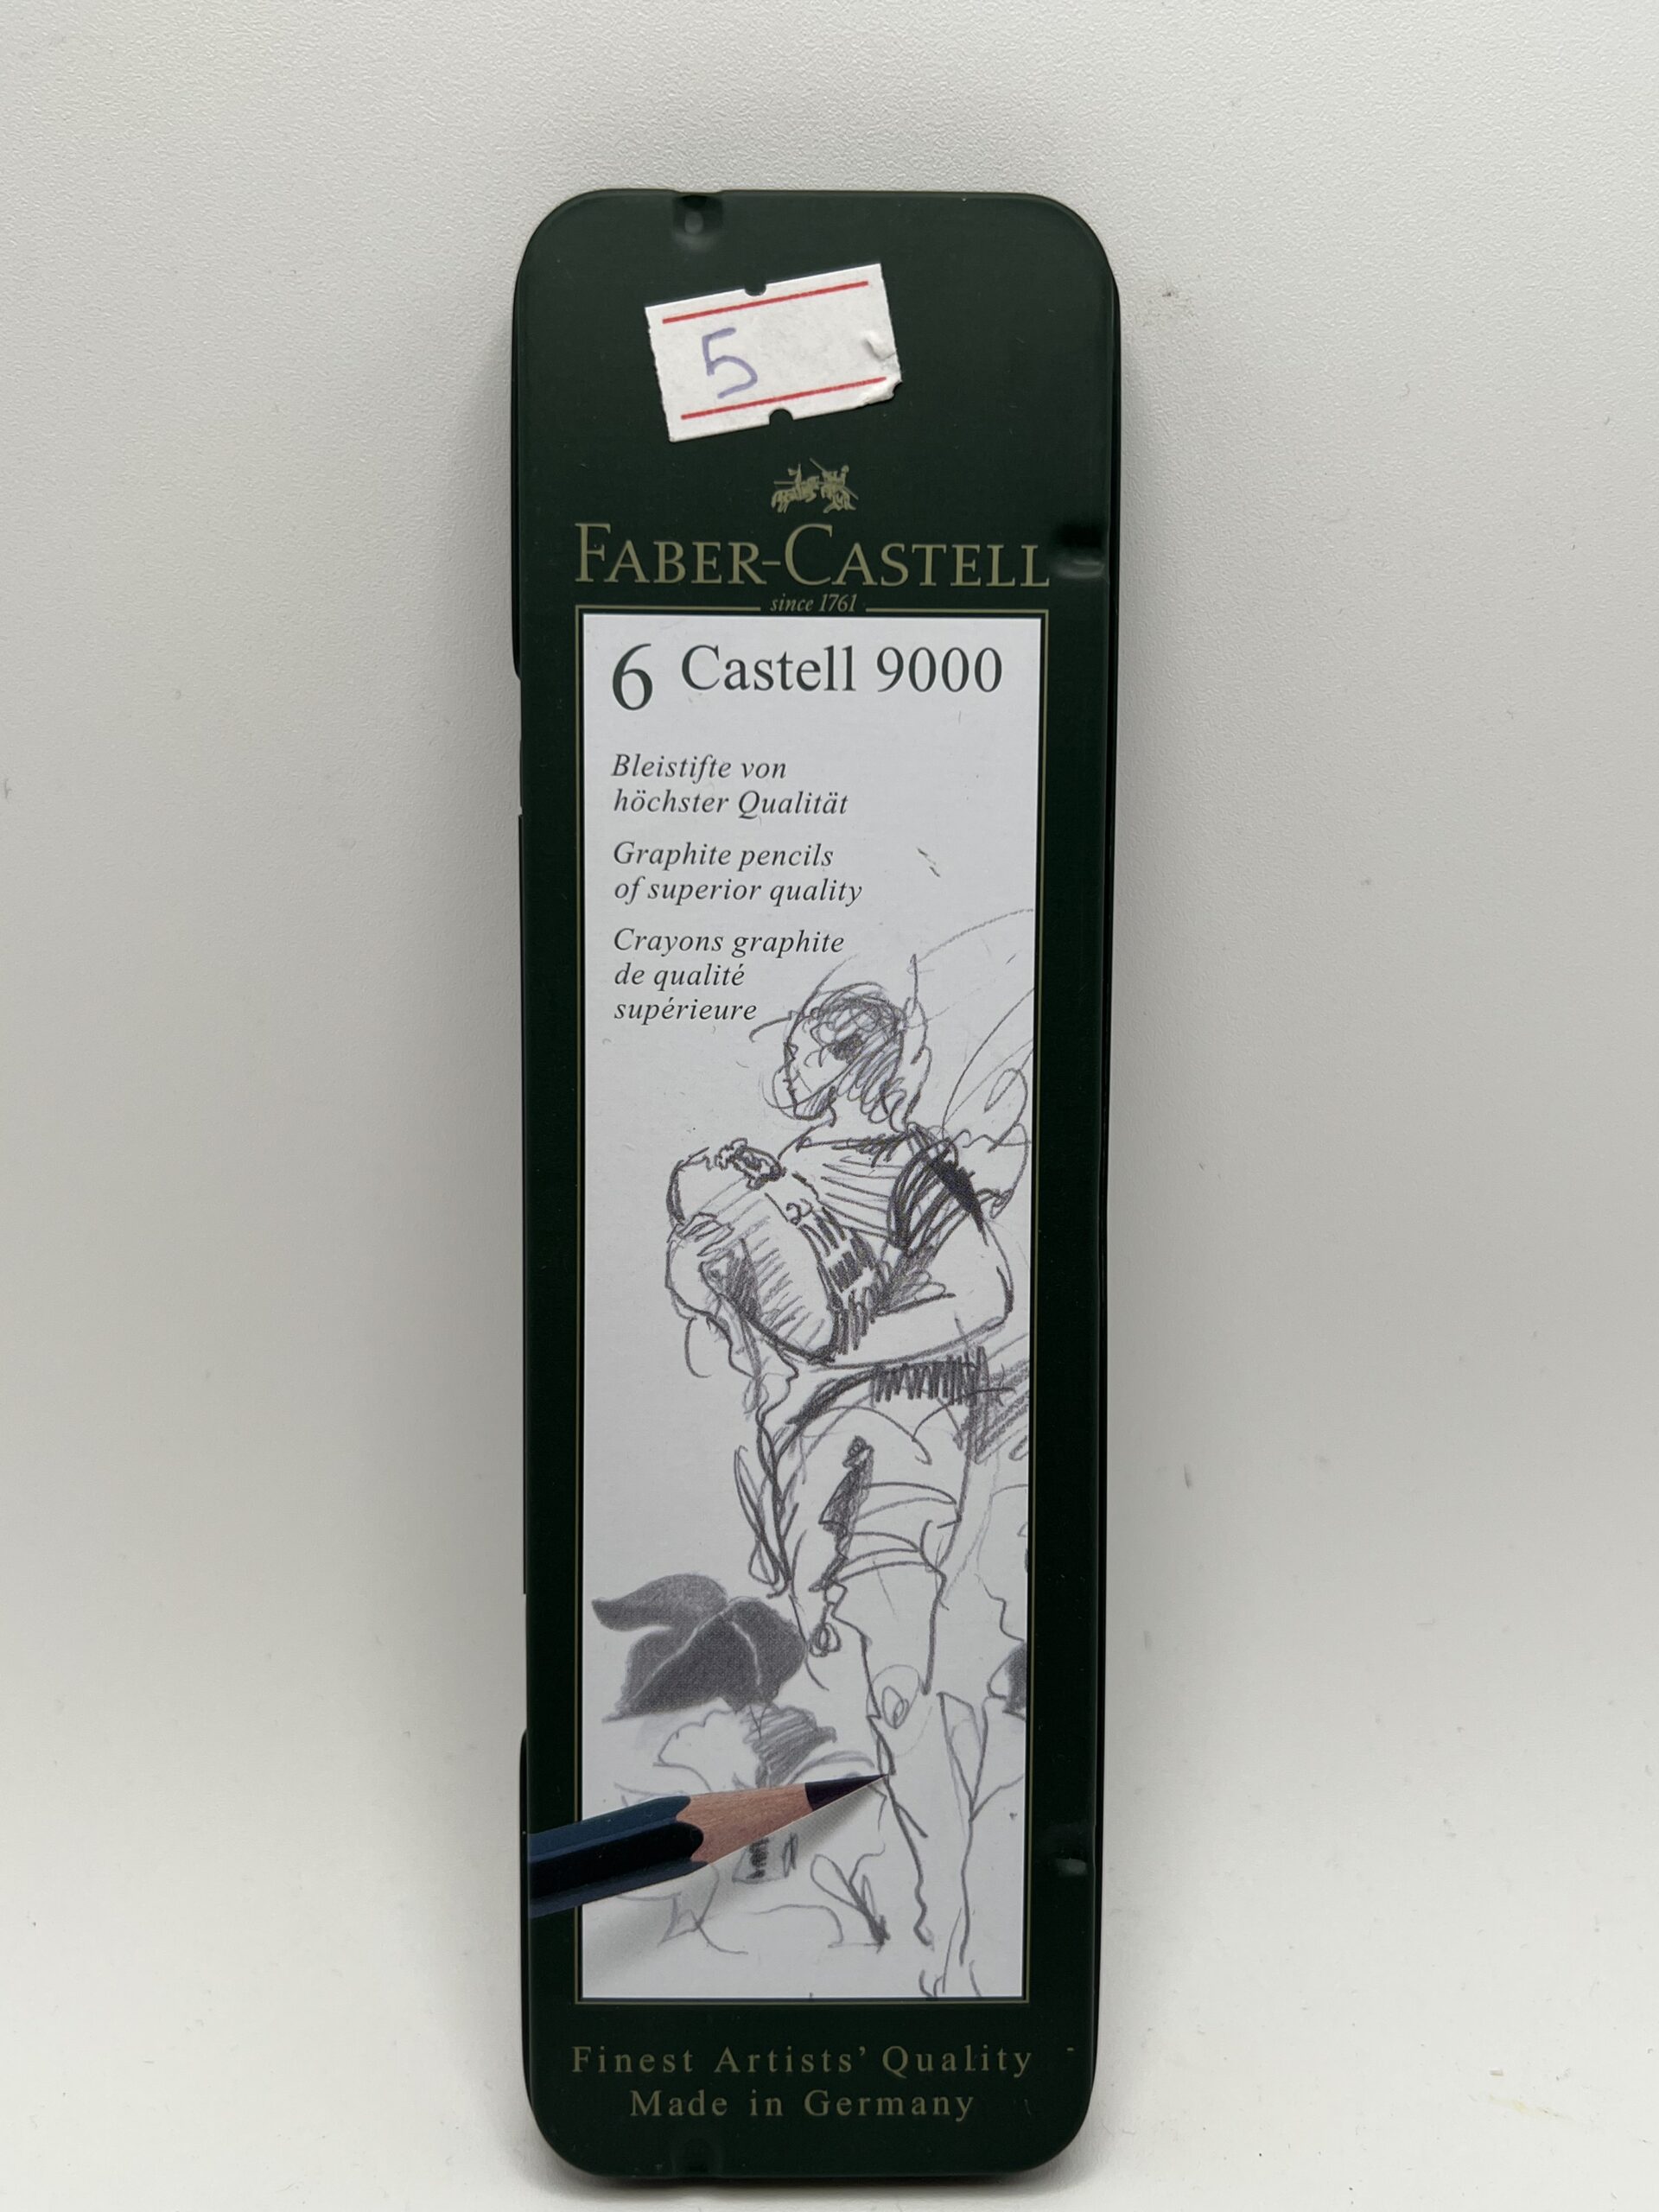 5
FABER-CASTELL
since 1761
6 Castell 9000
Bleistifte von
höchster Qualität
Graphite pencils
of superior quality
Crayons graphite
de qualité
supérieure
Finest Artists’ Quality
Made in Germany